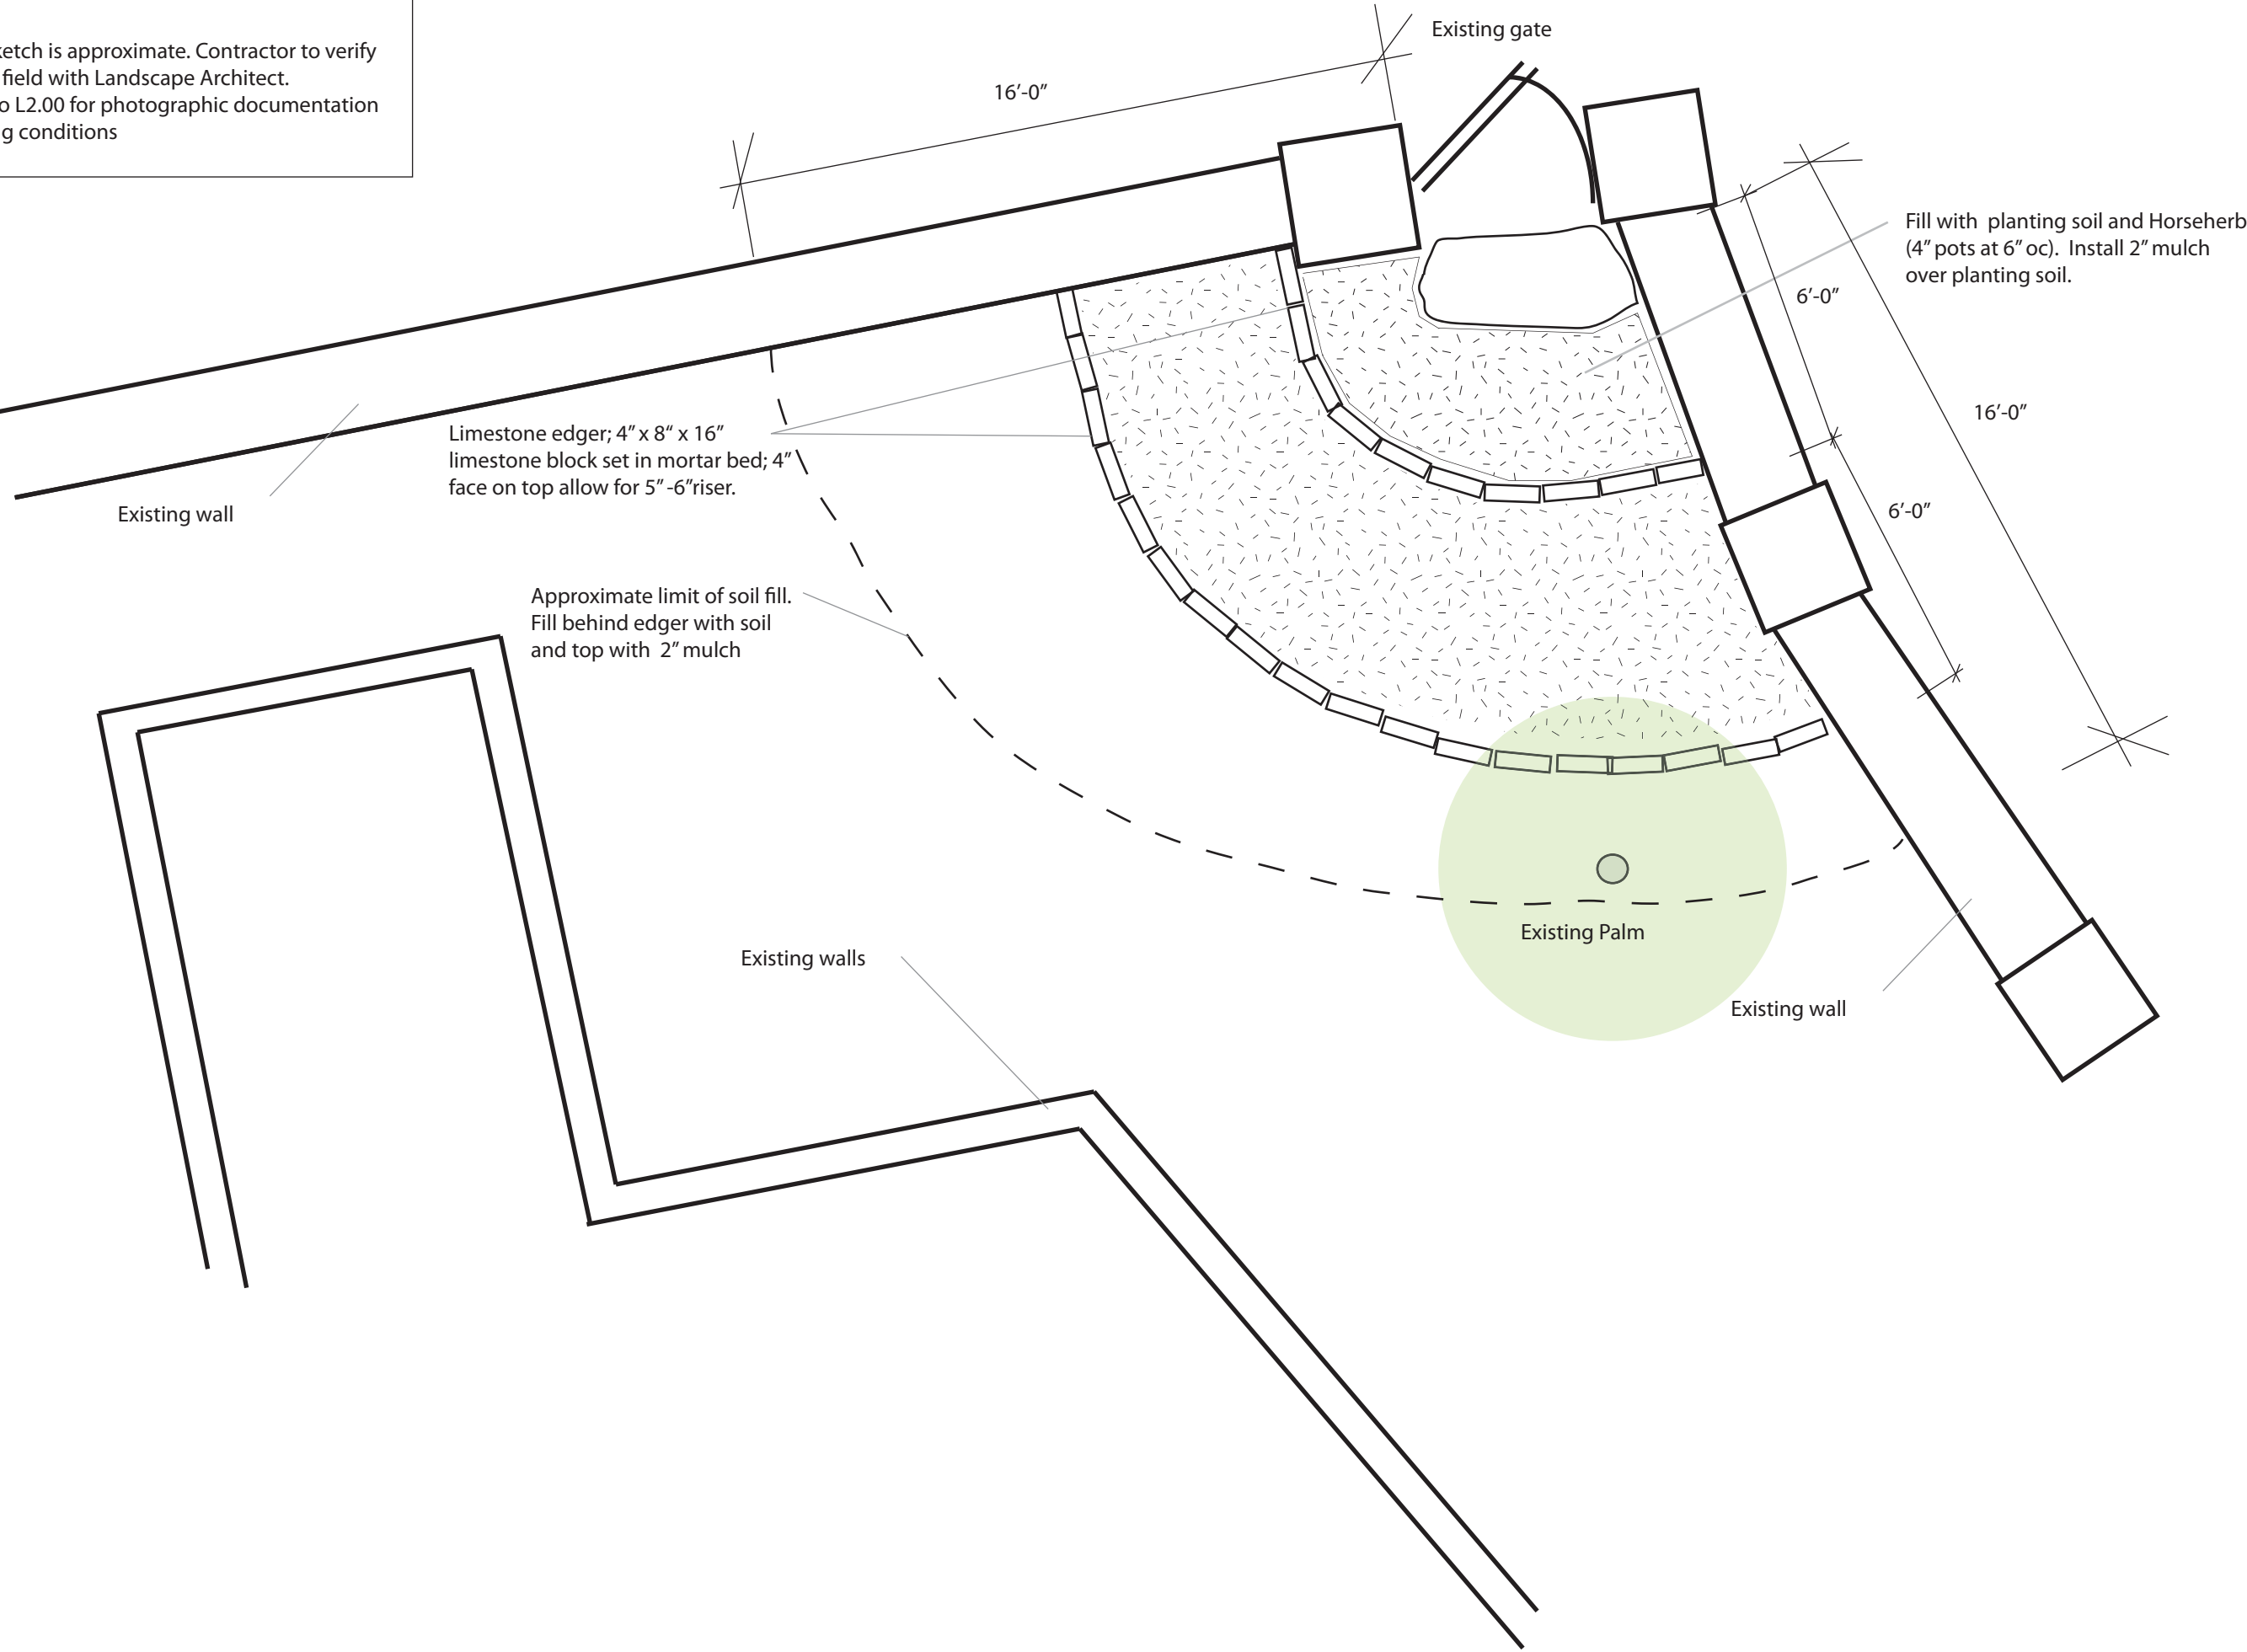 ketch is approximate. Contractor to verify
field with Landscape Architect.
o L2.00 for photographic documentation
g conditions
Existing gate
16’-0”
Fill with planting soil and Horseherb
(4” pots at 6” oc). Install 2” mulch
over planting soil.
6’-0”
16’-0”
Limestone edger; 4” x 8“ x 16”
limestone block set in mortar bed; 4”
face on top allow for 5” -6”riser.
Existing wall
6’-0”
Approximate limit of soil fill.
Fill behind edger with soil
and top with 2” mulch
Existing Palm
Existing walls
Existing wall